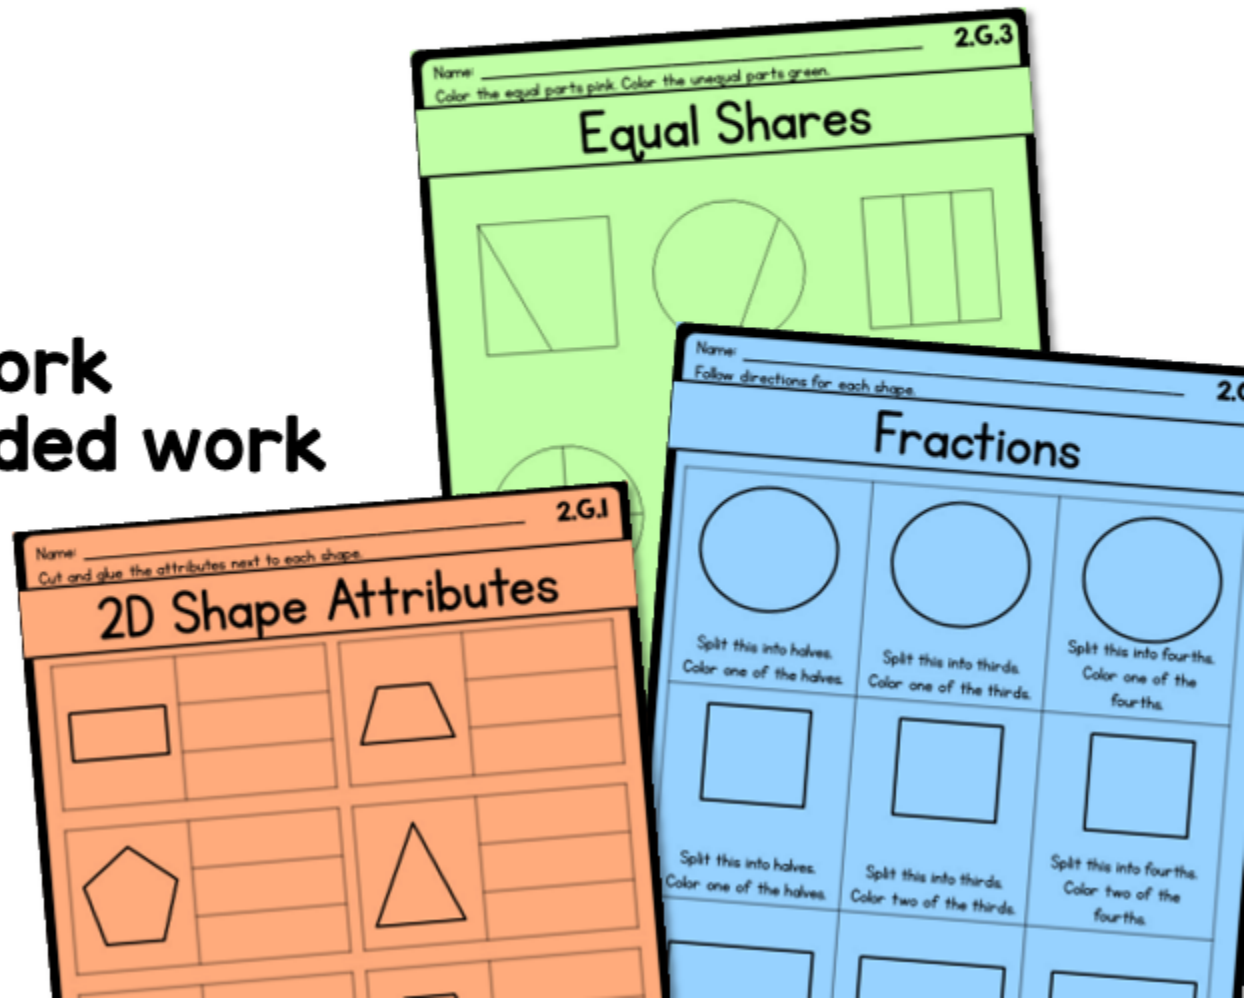 ork
ded work
Name:
2.G.3
Color the equal parts pink. Color the unequal parts green.
Equal Shares
Name:
Follow directions for each shape.
Fractions
Split this into halves.
Color one of the halves.
Split this into thirds.
Color one of the thirds.
Split this into fourths.
Color one of the
fourths.
Split this into halves.
Color one of the halves.
Split this into thirds.
Color two of the thirds.
Split this into fourths.
Color two of the
fourths.
Name:
2.G.1
Cut and glue the attributes next to each shape.
2D Shape Attributes